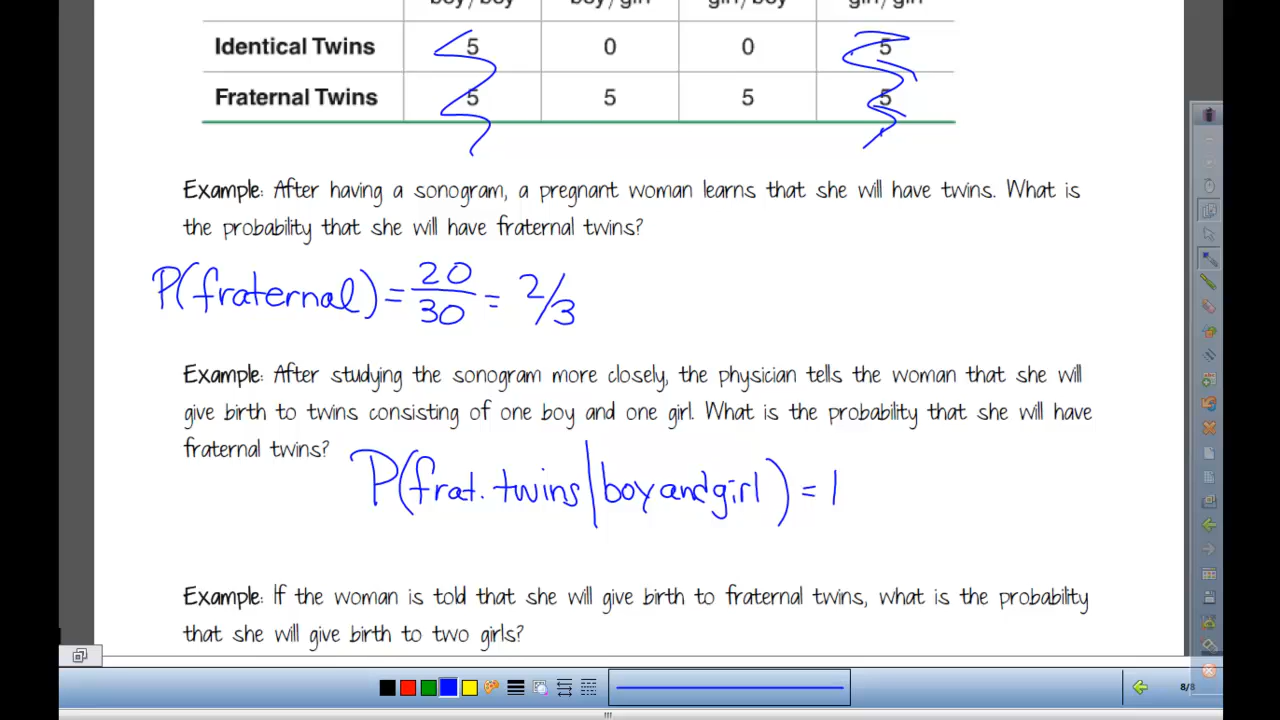 boy/boy boy/girl girl/boy girl/girl
Identical Twins 5 0 0 5
Fraternal Twins 5 5 5 5
Example: After having a sonogram, a pregnant woman learns that she will have twins. What is
the probability that she will have fraternal twins?
P(fraternal) = 20/30 = 2/3
Example: After studying the sonogram more closely, the physician tells the woman that she will
give birth to twins consisting of one boy and one girl. What is the probability that she will have
fraternal twins?
P(frat. twins | boy and girl) = 1
Example: If the woman is told that she will give birth to fraternal twins, what is the probability
that she will give birth to two girls?
8/8